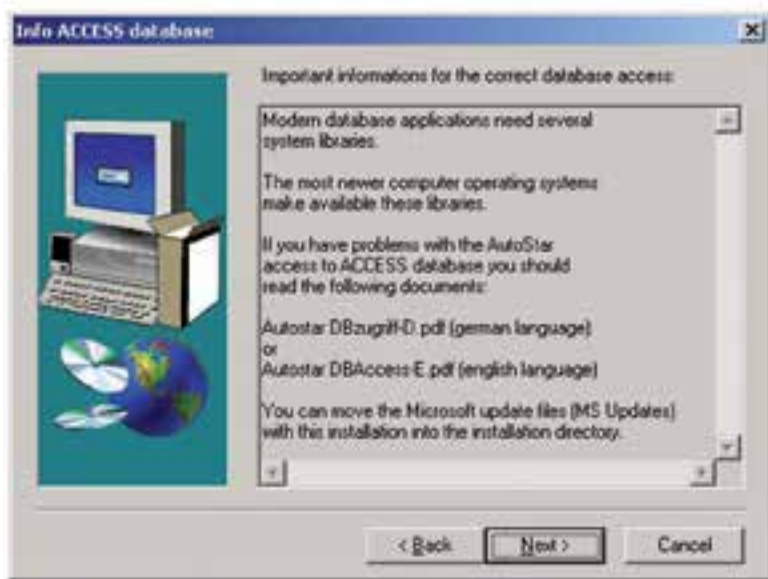 Info ACCESS database
Important informations for the correct database access:
Modern database applications need several
system libraries.
The most newer computer operating systems
make available these libraries.
If you have problems with the AutoStar
access to ACCESS database you should
read the following documents:
Autostar DBzugriff-D.pdf (german language)
or
Autostar DBAccess-E.pdf (english language)
You can move the Microsoft update files (MS Updates)
with this installation into the installation directory.
< Back
Next >
Cancel